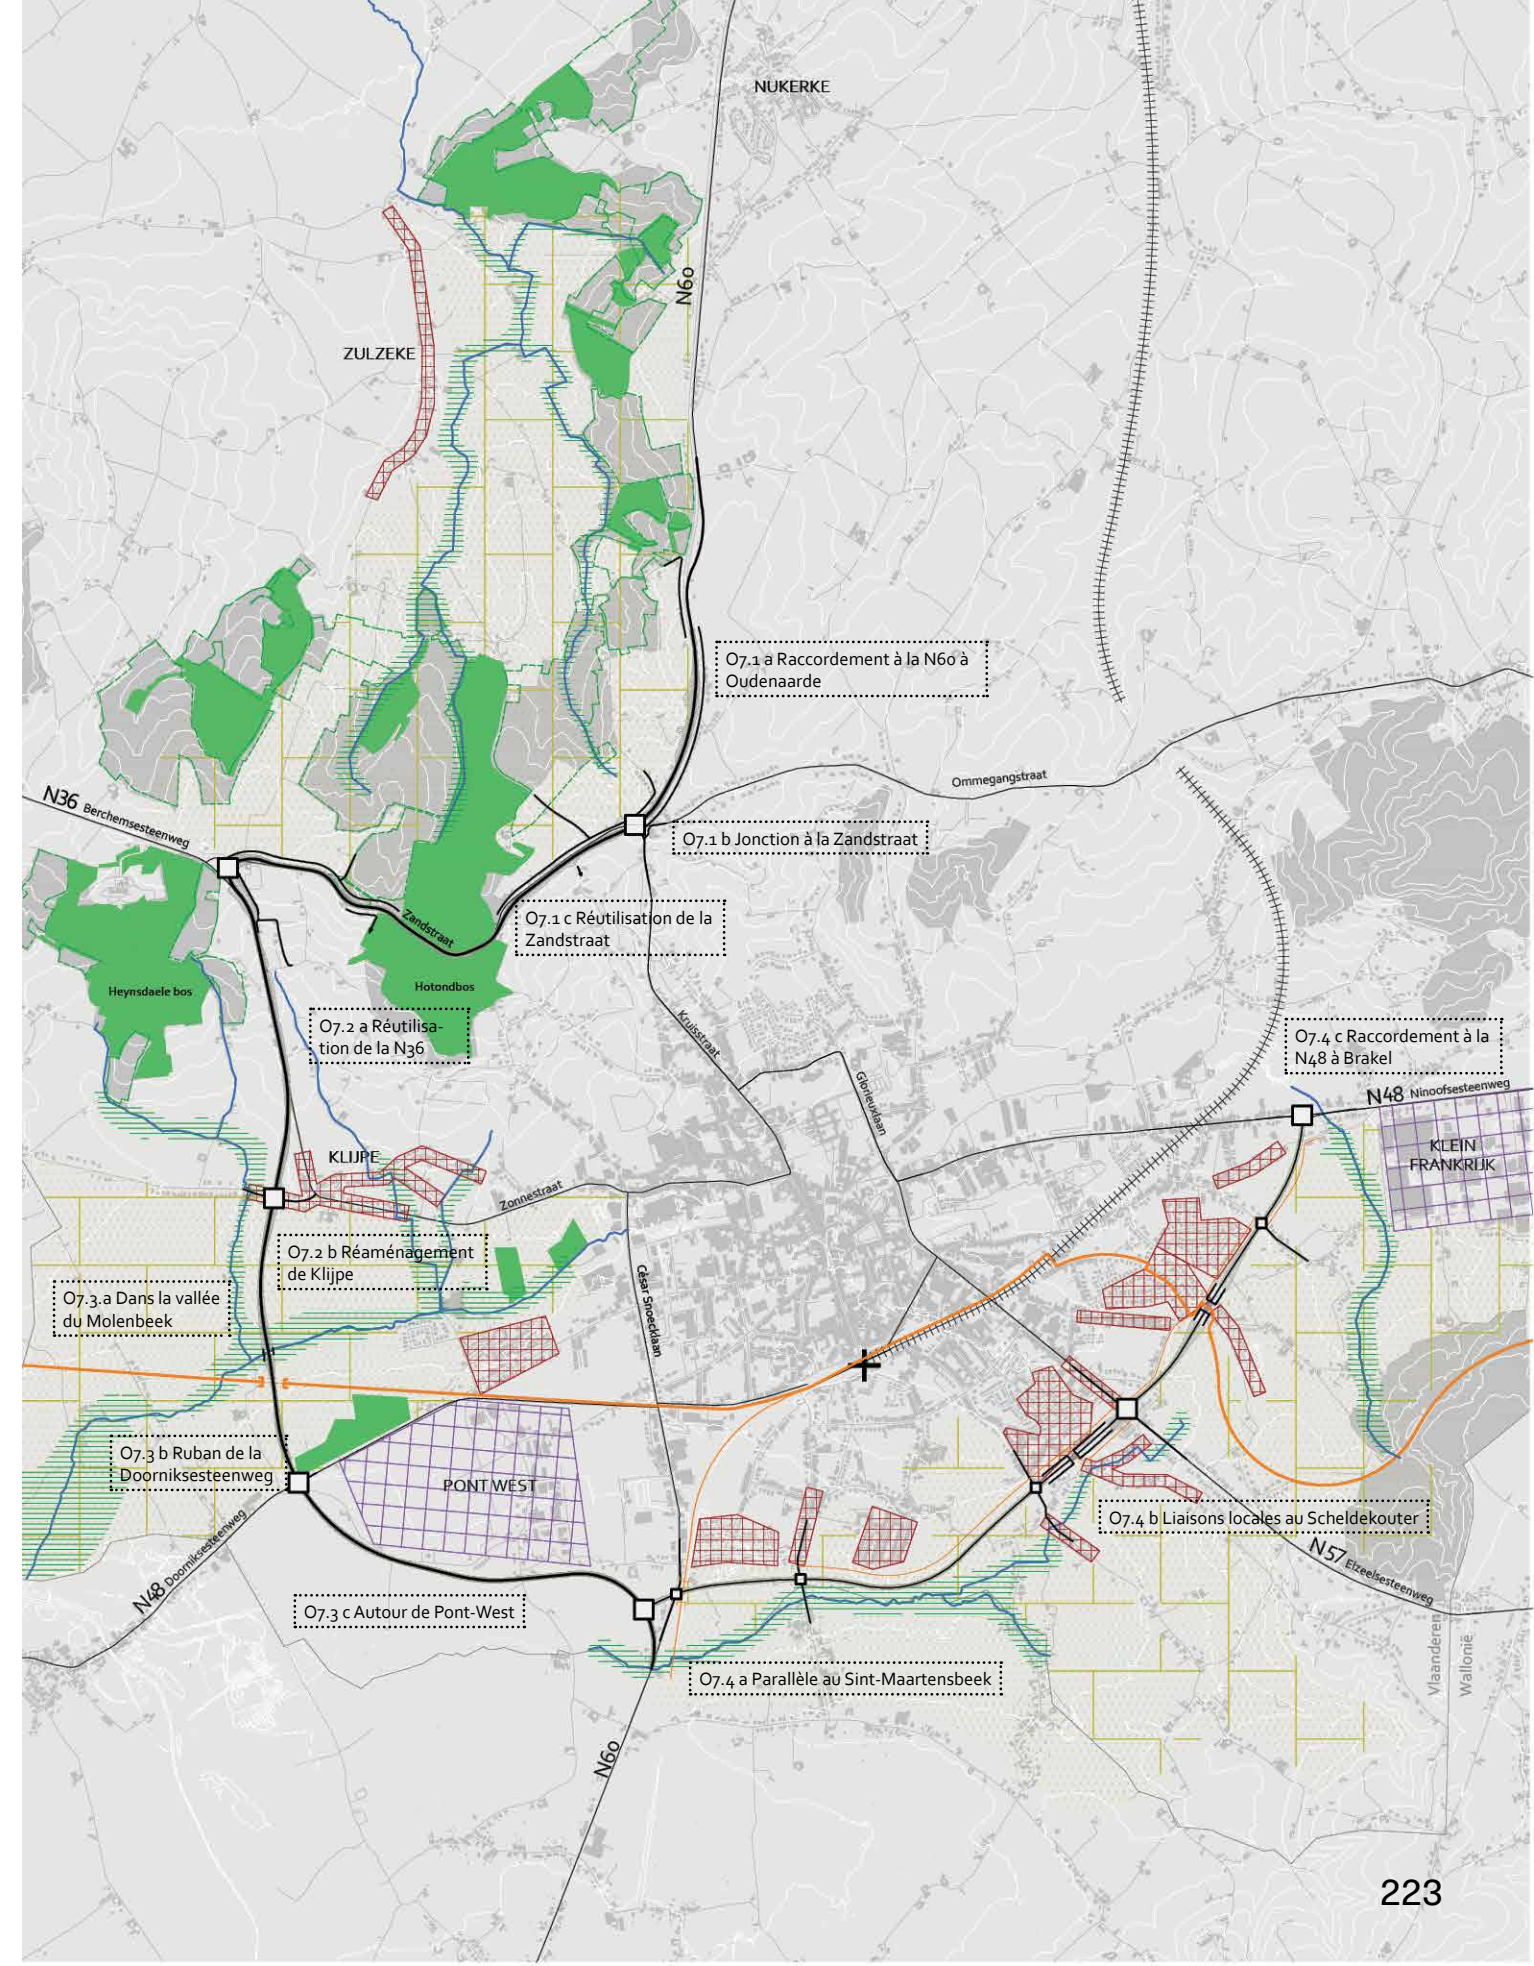 NUKERKE
N60
ZULZEKE
O7.1 a Raccordement à la N60 à
Oudenaarde
Ommegangstraat
N36 Berchemsesteenweg
O7.1 b Jonction à la Zandstraat
Zandstraat
O7.1 c Réutilisation de la
Zandstraat
Heynsdaele bos
Hotondbos
O7.2 a Réutilisa-
tion de la N36
Kruisstraat
Glorieuxlaan
O7.4 c Raccordement à la
N48 à Brakel
N48 Ninoofsesteenweg
KLEIN
FRANKRIJK
KLIJPE
Zonnestraat
O7.2 b Réaménagement
de Klijpe
O7.3.a Dans la vallée
du Molenbeek
César Snoecklaan
O7.3 b Ruban de la
Doorniksesteenweg
PONT WEST
N48 Doorniksesteenweg
O7.4 b Liaisons locales au Scheldekouter
N57 Elzeelsesteenweg
O7.3 c Autour de Pont-West
O7.4 a Parallèle au Sint-Maartensbeek
Vlaanderen
Wallonië
N60
223